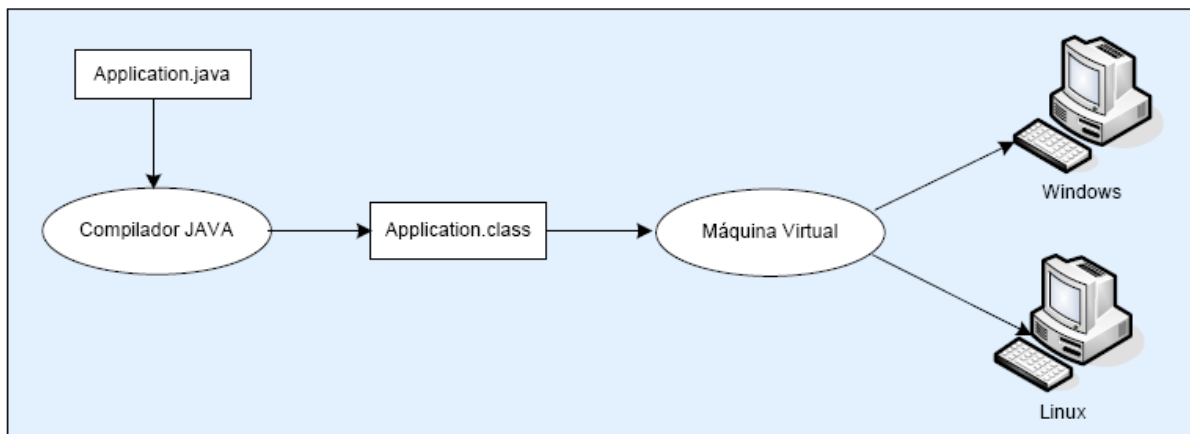 Application.java
Compilador JAVA
Application.class
Máquina Virtual
Windows
Linux